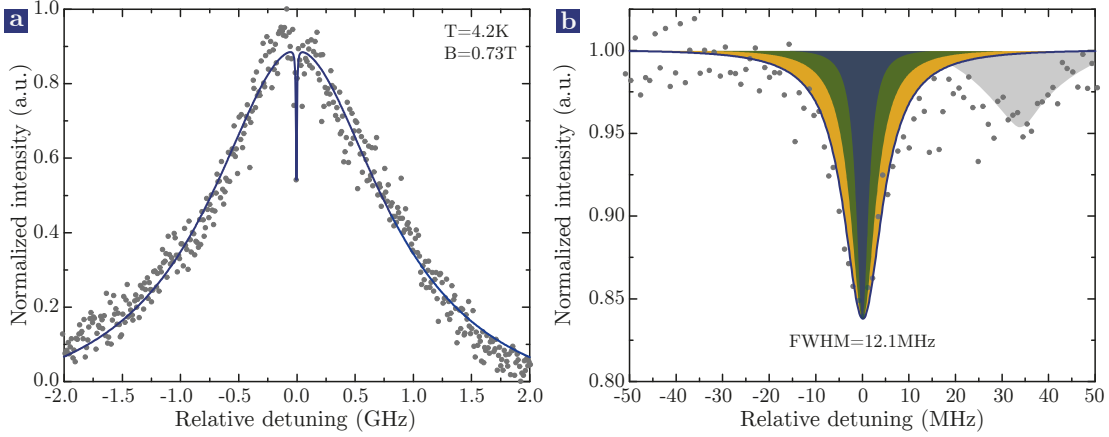 a
T=4.2K
B=0.73T
Normalized intensity (a.u.)
1.0
0.8
0.6
0.4
0.2
0.0
-2.0 -1.5 -1.0 -0.5 0.0 0.5 1.0 1.5 2.0
Relative detuning (GHz)
b
Normalized intensity (a.u.)
1.00
0.95
0.90
0.85
0.80
FWHM=12.1MHz
-50 -40 -30 -20 -10 0 10 20 30 40 50
Relative detuning (MHz)